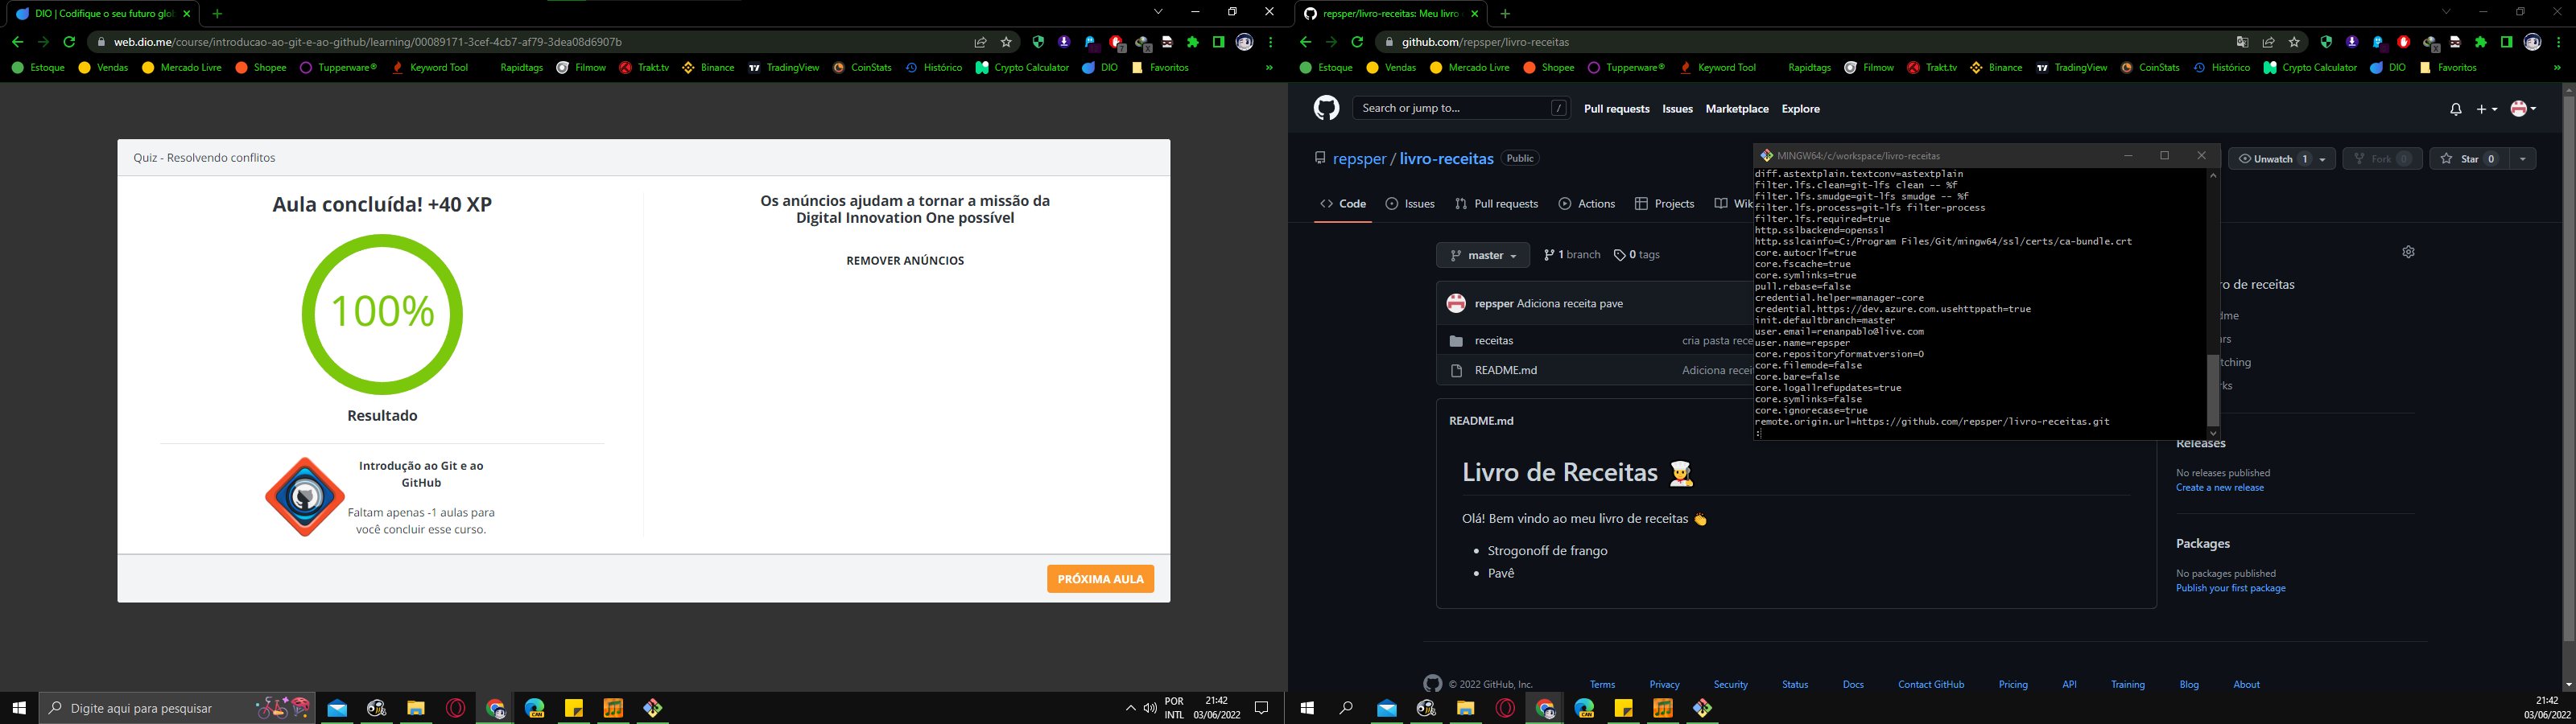 DIO | Codifique o seu futuro glo
web.dio.me/course/introducao-ao-git-e-ao-github/learning/00089171-3cef-4cb7-af79-3dea08d6907b
Estoque Vendas Mercado Livre Shopee Tupperware® Keyword Tool Rapidtags Filmow Trakt.tv Binance TradingView CoinStats Histórico Crypto Calculator DIO Favoritos »
Quiz - Resolvendo conflitos
Aula concluída! +40 XP
100%
Resultado
Introdução ao Git e ao
GitHub
Faltam apenas -1 aulas para
você concluir esse curso.
Os anúncios ajudam a tornar a missão da
Digital Innovation One possível
REMOVER ANÚNCIOS
PRÓXIMA AULA
Digite aqui para pesquisar
POR
INTL
21:42
03/06/2022
repsper/livro-receitas: Meu livro
github.com/repsper/livro-receitas
Estoque Vendas Mercado Livre Shopee Tupperware® Keyword Tool Rapidtags Filmow Trakt.tv Binance TradingView CoinStats Histórico Crypto Calculator DIO Favoritos »
Search or jump to... / Pull requests Issues Marketplace Explore
repsper / livro-receitas Public
Unwatch 1 Fork 0 Star 0
Code Issues Pull requests Actions Projects Wik
master 1 branch 0 tags
repsper Adiciona receita pave
receitas cria pasta rece
README.md Adiciona recei
MINGW64:/c/workspace/livro-receitas
diff.astextplain.textconv=astextplain
filter.lfs.clean=git-lfs clean -- %f
filter.lfs.smudge=git-lfs smudge -- %f
filter.lfs.process=git-lfs filter-process
filter.lfs.required=true
http.sslbackend=openssl
http.sslcainfo=C:/Program Files/Git/mingw64/ssl/certs/ca-bundle.crt
core.autocrlf=true
core.fscache=true
core.symlinks=true
pull.rebase=false
credential.helper=manager-core
credential.https://dev.azure.com.usehttppath=true
init.defaultbranch=master
user.email=renanpablo@live.com
user.name=repsper
core.repositoryformatversion=0
core.filemode=false
core.bare=false
core.logallrefupdates=true
core.symlinks=false
core.ignorecase=true
remote.origin.url=https://github.com/repsper/livro-receitas.git
:
ro de receitas
dme
rs
tching
ks
README.md
Livro de Receitas
Olá! Bem vindo ao meu livro de receitas
Strogonoff de frango
Pavê
Releases
No releases published
Create a new release
Packages
No packages published
Publish your first package
© 2022 GitHub, Inc. Terms Privacy Security Status Docs Contact GitHub Pricing API Training Blog About
21:42
03/06/2022